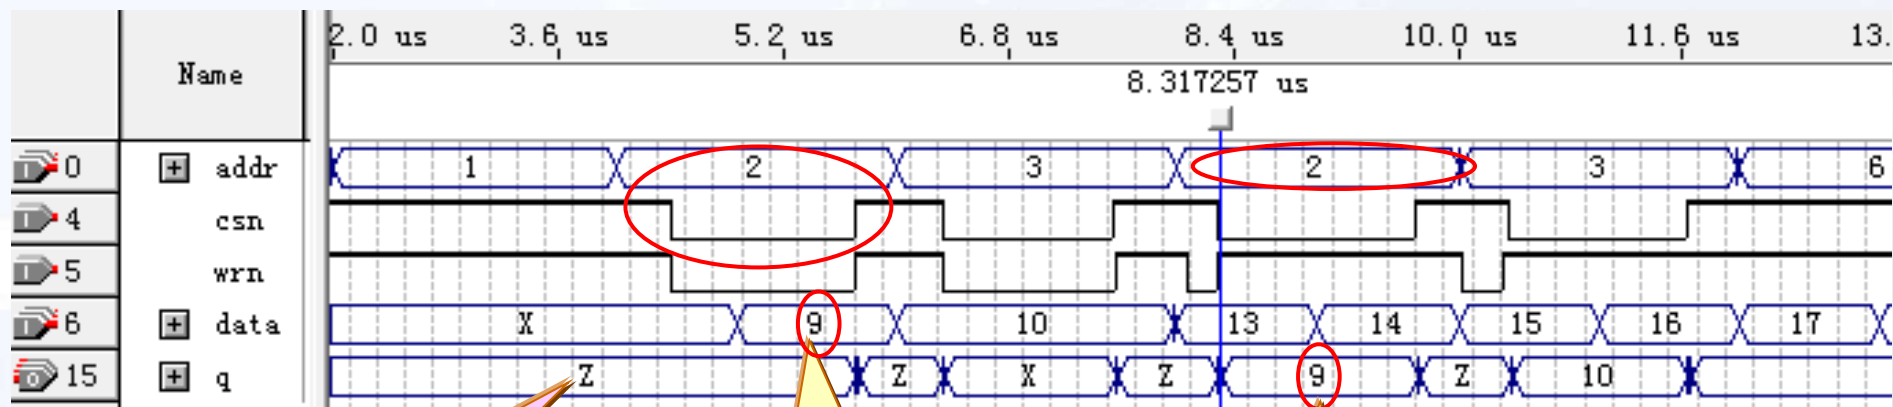 2.0 us 3.6 us 5.2 us 6.8 us 8.4 us 10.0 us 11.6 us 13.
Name
8.317257 us
0 addr 1 2 3 2 3 6
4 csn
5 wrn
6 data X 9 10 13 14 15 16 17
15 q Z Z X Z 9 Z 10